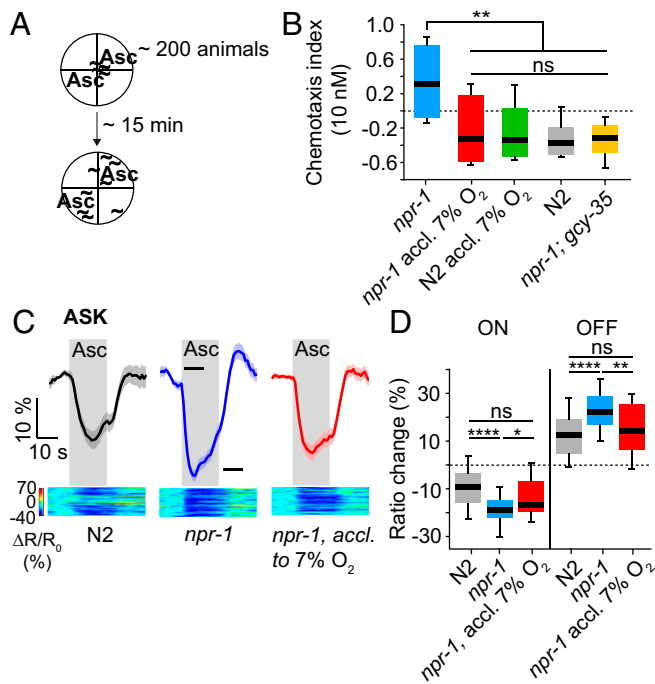 A
Asc
Asc
~ 200 animals
~ 15 min
Asc
Asc
B
Chemotaxis index
(10 nM)
1.0
0.6
0.2
-0.2
-0.6
**
ns
npr-1
npr-1 accl. 7% O2
N2 accl. 7% O2
N2
npr-1; gcy-35
C
ASK
Asc
Asc
Asc
10 %
10 s
70
0
-40
ΔR/R0
(%)
N2
npr-1
npr-1, accl.
to 7% O2
D
ON
OFF
Ratio change (%)
30
10
-10
-30
ns
****
*
ns
****
**
N2
npr-1
npr-1, accl. 7% O2
N2
npr-1
npr-1 accl. 7% O2